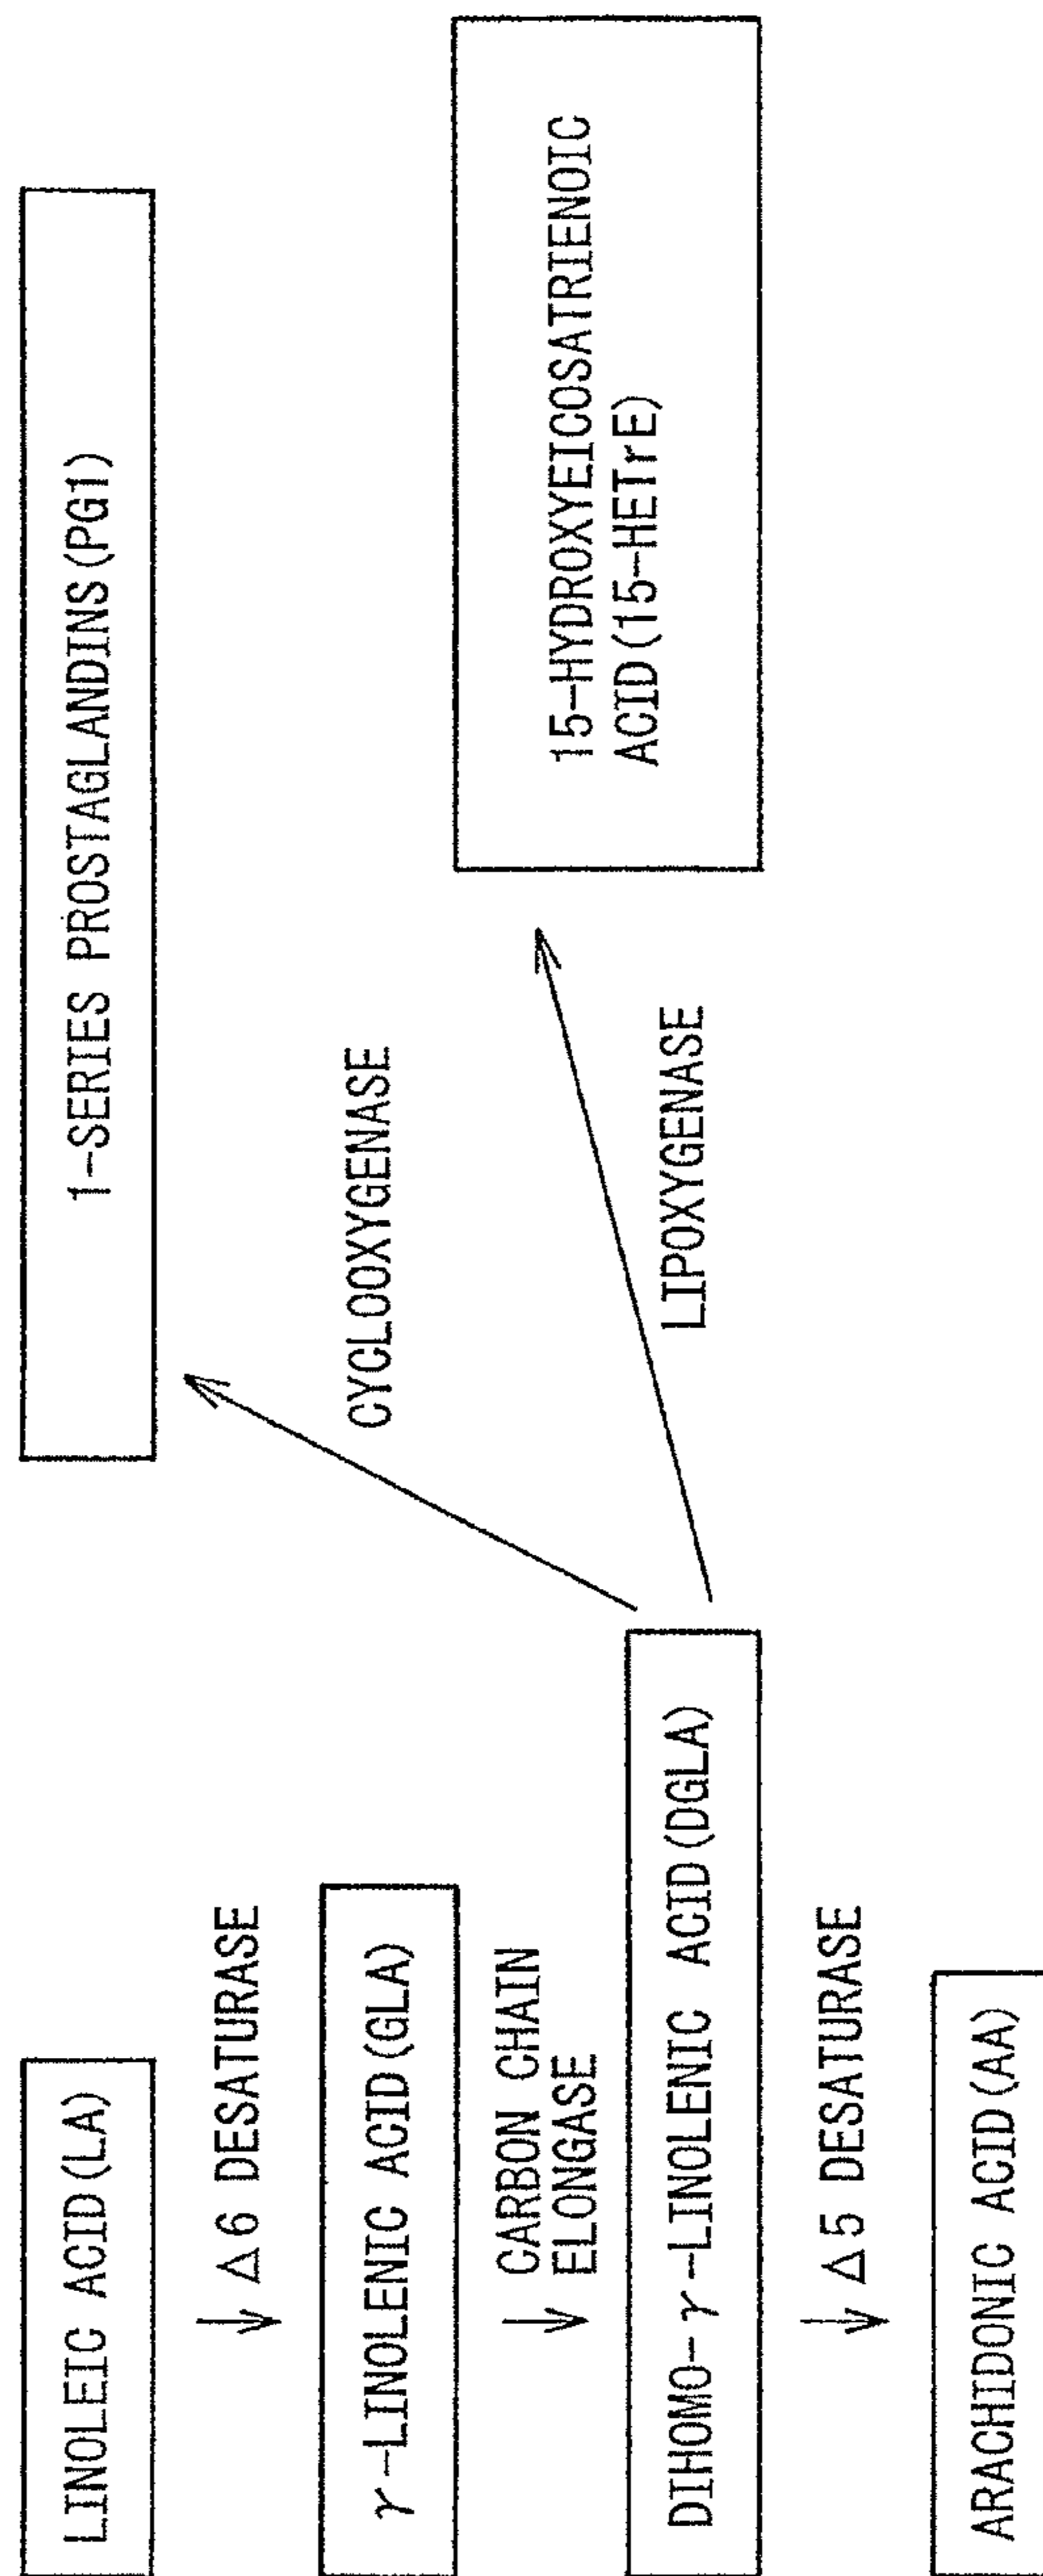 LINOLEIC ACID(LA)
△6 DESATURASE
γ-LINOLENIC ACID(GLA)
CARBON CHAIN
ELONGASE
DIHOMO-γ-LINOLENIC ACID(DGLA)
△5 DESATURASE
ARACHIDONIC ACID(AA)
CYCLOOXYGENASE
LIPOXYGENASE
1-SERIES PROSTAGLANDINS(PG1)
15-HYDROXYEICOSATRIENOIC
ACID(15-HETrE)